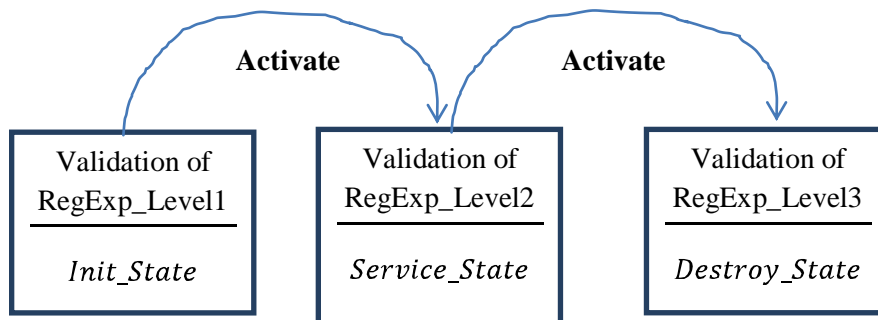 Activate
Activate
Validation of
RegExp_Level1
Init_State
Validation of
RegExp_Level2
Service_State
Validation of
RegExp_Level3
Destroy_State